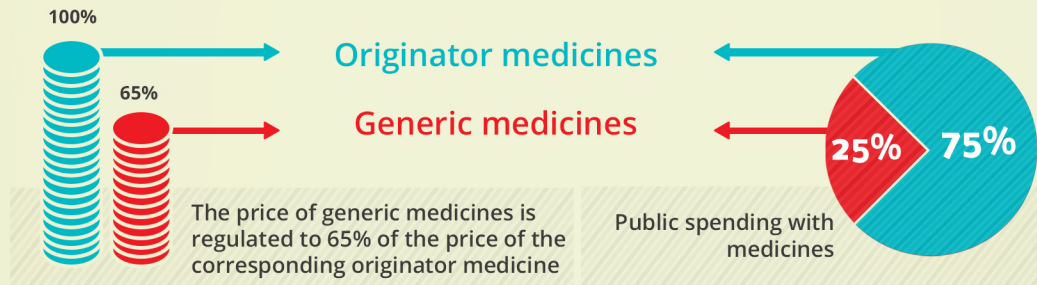 100%
65%
Originator medicines
Generic medicines
25%
75%
The price of generic medicines is
regulated to 65% of the price of the
corresponding originator medicine
Public spending with
medicines